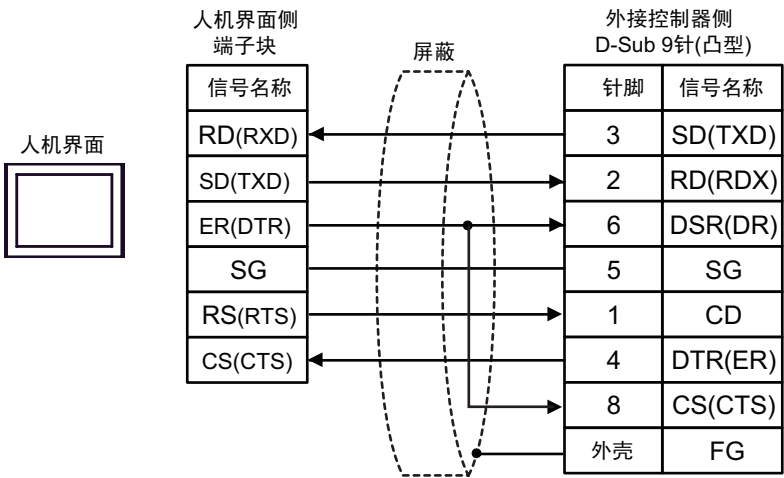 人机界面侧
端子块
屏蔽
外接控制器侧
D-Sub 9针(凸型)
人机界面
信号名称
RD(RXD)
SD(TXD)
ER(DTR)
SG
RS(RTS)
CS(CTS)
针脚 信号名称
3 SD(TXD)
2 RD(RDX)
6 DSR(DR)
5 SG
1 CD
4 DTR(ER)
8 CS(CTS)
外壳 FG